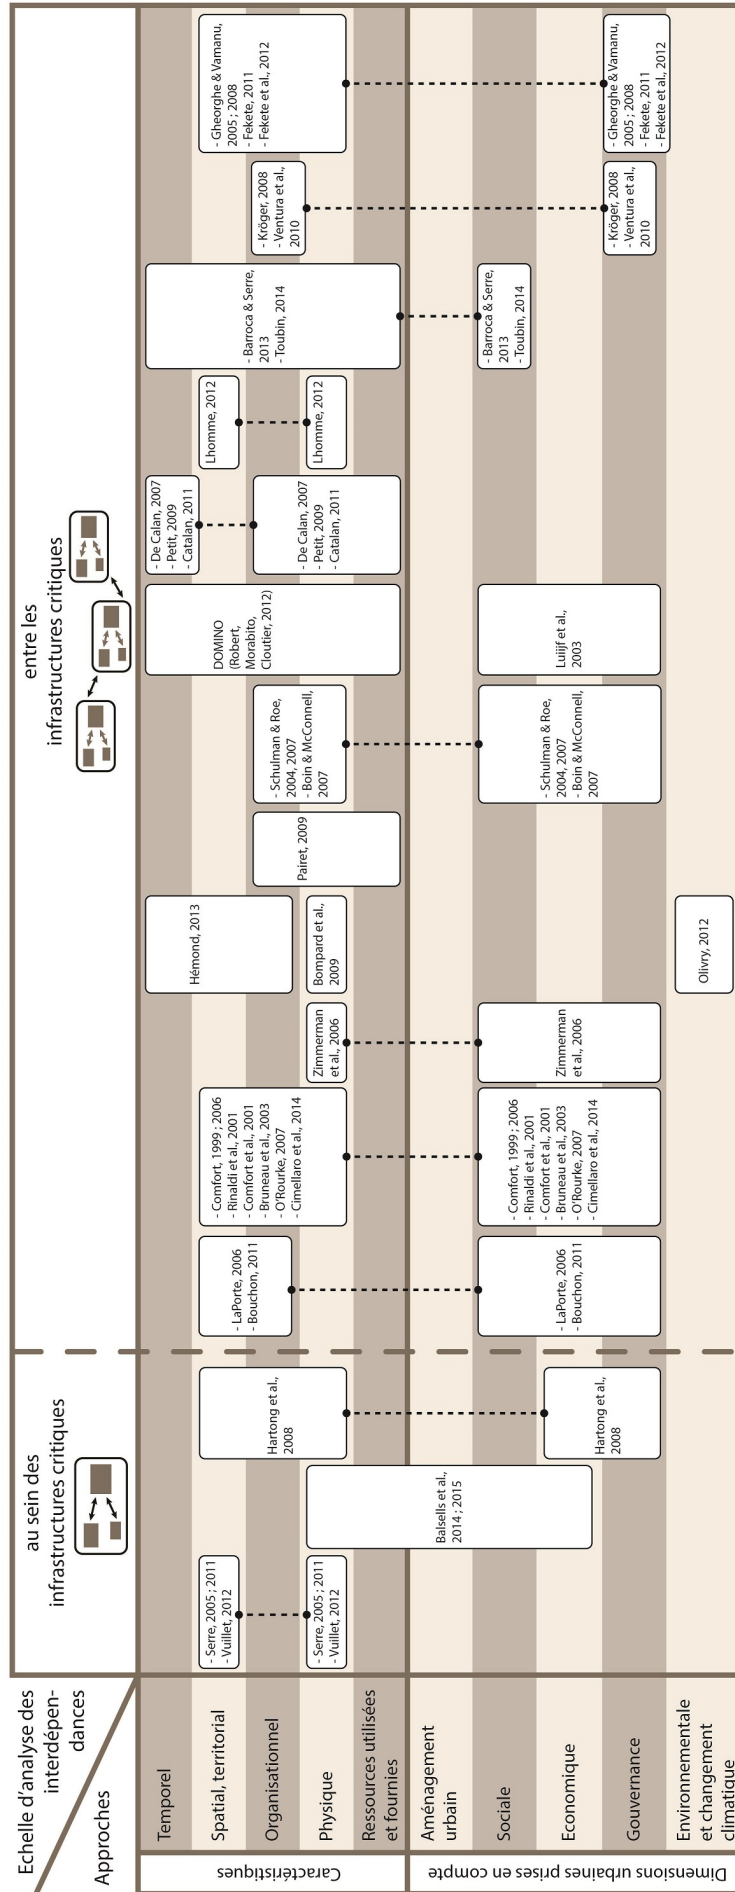 Echelle d'analyse des
interdépen-
dances
Approches
au sein des
infrastructures critiques
entre les
infrastructures critiques
Caractéristiques
Temporel
Spatial, territorial
Organisationnel
Physique
Ressources utilisées
et fournies
Dimensions urbaines prises en compte
Aménagement
urbain
Sociale
Economique
Gouvernance
Environnementale
et changement
climatique
- Serre, 2005 ; 2011
- Vuillet, 2012
- Serre, 2005 ; 2011
- Vuillet, 2012
Balsells et al.,
2014 ; 2015
Hartong et al.,
2008
Hartong et al.,
2008
- LaPorte, 2006
- Bouchon, 2011
- LaPorte, 2006
- Bouchon, 2011
- Comfort, 1999 ; 2006
- Rinaldi et al., 2001
- Comfort et al., 2001
- Bruneau et al., 2003
- O'Rourke, 2007
- Cimellaro et al., 2014
- Comfort, 1999 ; 2006
- Rinaldi et al., 2001
- Comfort et al., 2001
- Bruneau et al., 2003
- O'Rourke, 2007
- Cimellaro et al., 2014
Zimmerman
et al., 2006
Zimmerman
et al., 2006
Hémond, 2013
Bompard et al.,
2009
Olivry, 2012
Pairet, 2009
- Schulman & Roe,
2004, 2007
- Boin & McConnell,
2007
- Schulman & Roe,
2004, 2007
- Boin & McConnell,
2007
DOMINO
(Robert,
Morabito,
Cloutier, 2012)
Luiijf et al.,
2003
- De Calan, 2007
- Petit, 2009
- Catalan, 2011
- De Calan, 2007
- Petit, 2009
- Catalan, 2011
Lhomme, 2012
Lhomme, 2012
- Barroca & Serre,
2013
- Toubin, 2014
- Barroca & Serre,
2013
- Toubin, 2014
- Kröger, 2008
- Ventura et al.,
2010
- Kröger, 2008
- Ventura et al.,
2010
- Gheorghe & Vamanu,
2005 ; 2008
- Fekete, 2011
- Fekete et al., 2012
- Gheorghe & Vamanu,
2005 ; 2008
- Fekete, 2011
- Fekete et al., 2012